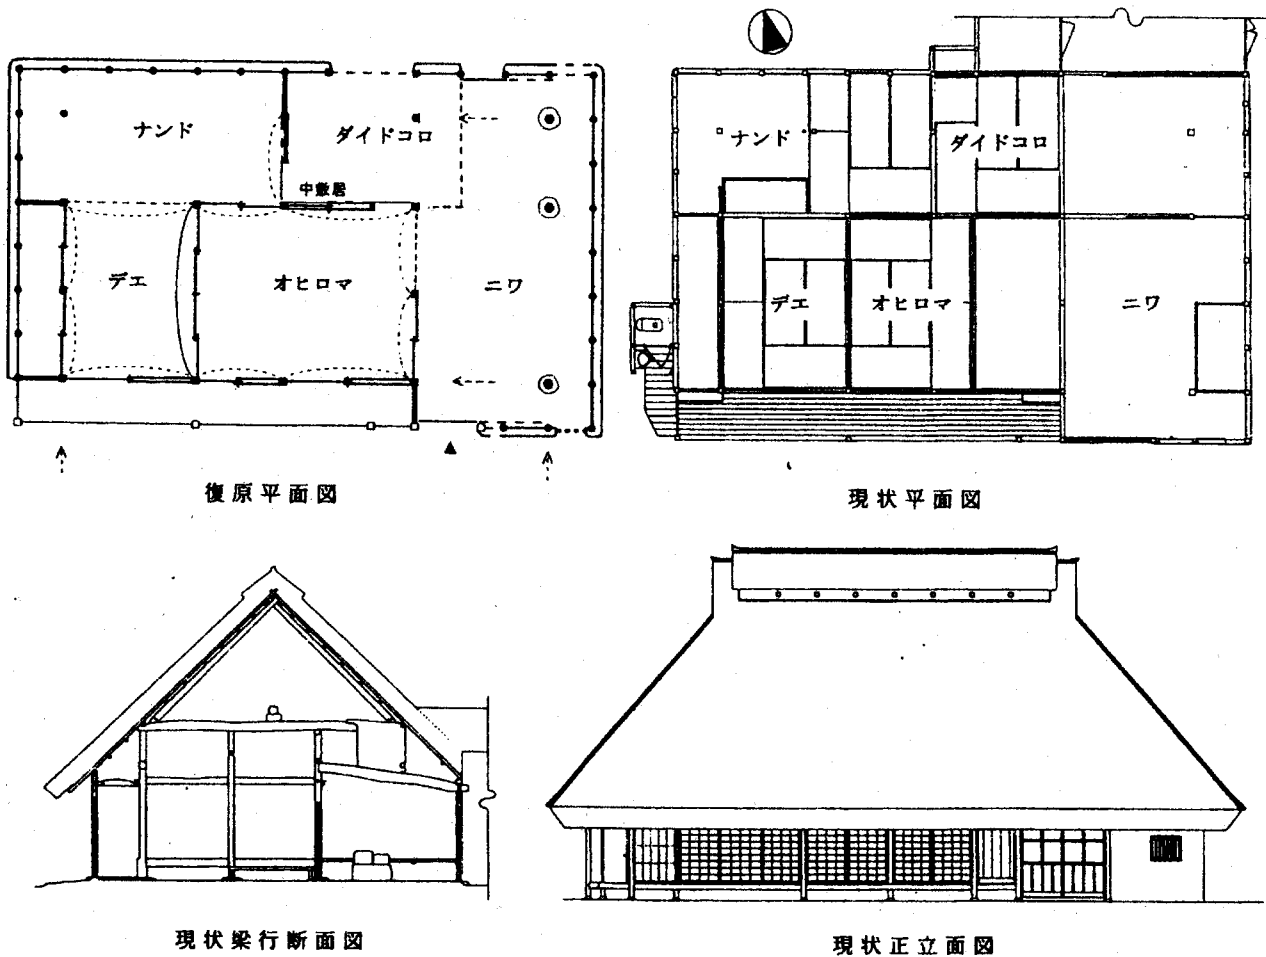 ナンド
ダイドコロ
中敷居
デエ
オヒロマ
ニワ
復原平面図
ナンド
ダイドコロ
デエ
オヒロマ
ニワ
現状平面図
現状梁行断面図
現状正立面図